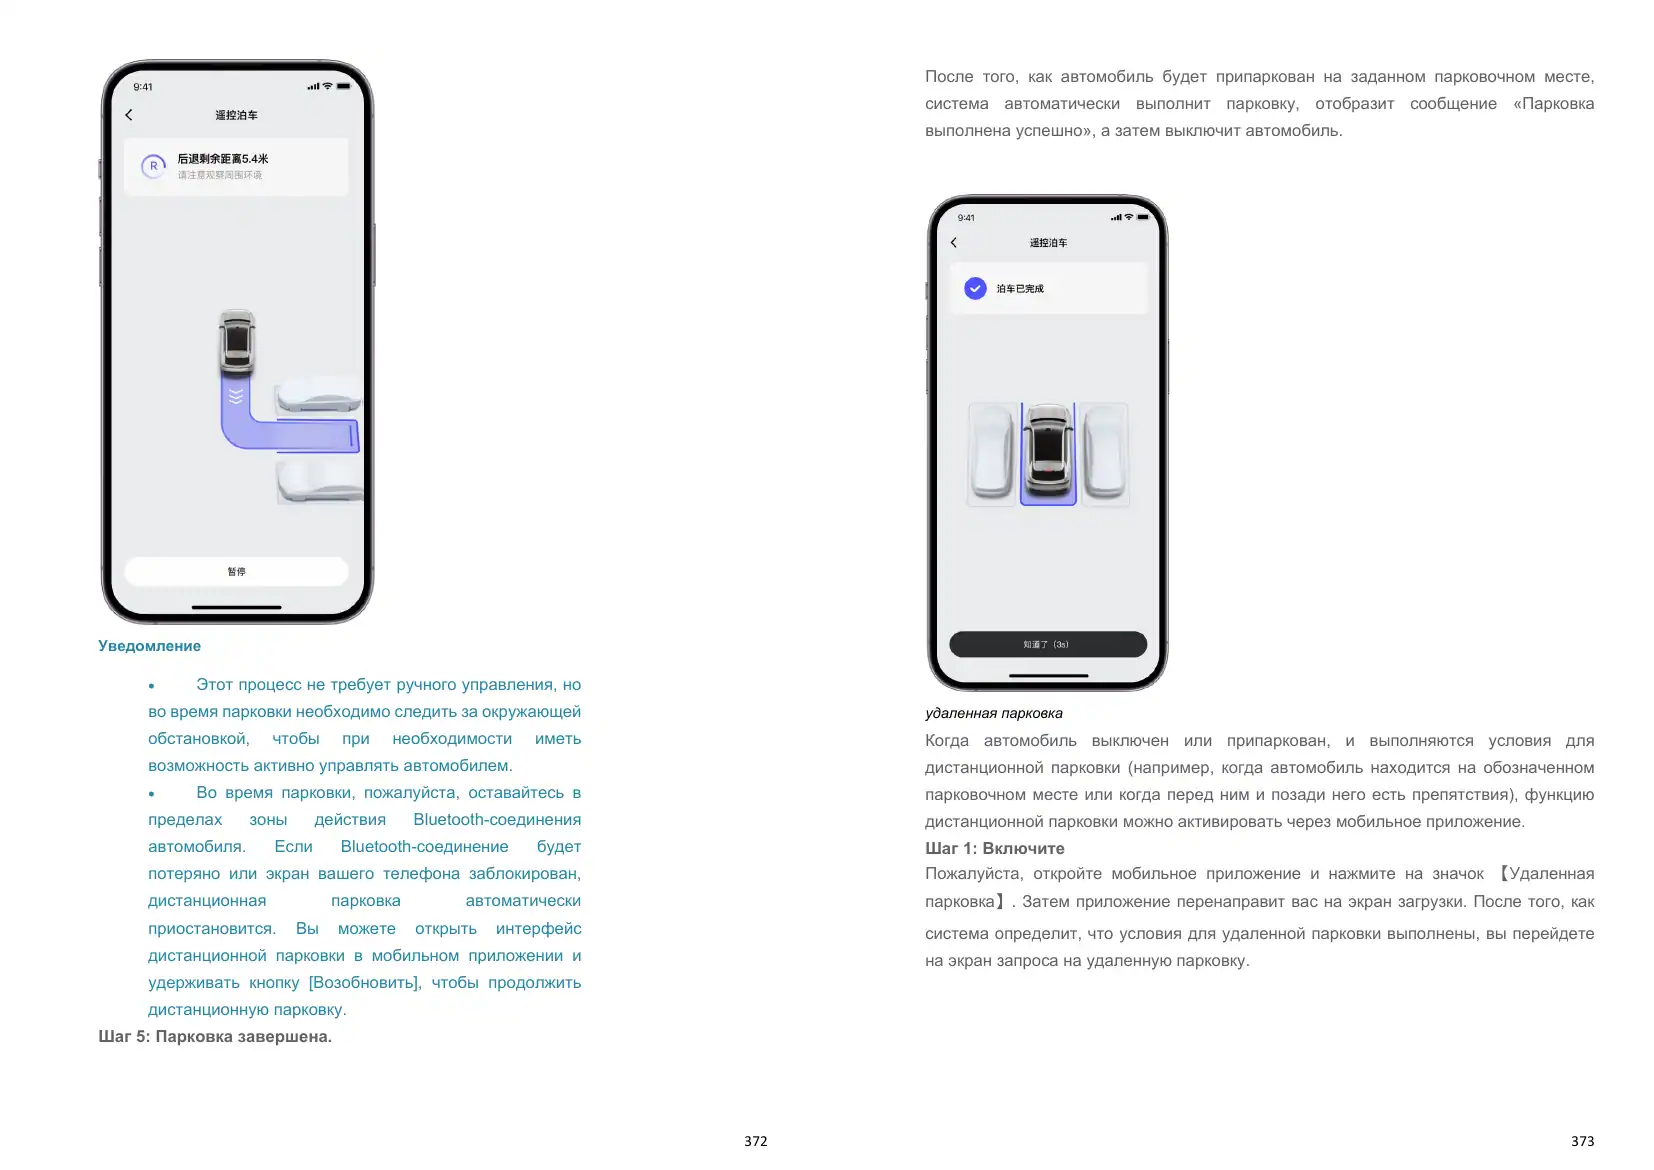 9:41
遥控泊车
R
后退剩余距离5.4米
请注意观察周围环境
暂停
Уведомление
• Этот процесс не требует ручного управления, но
во время парковки необходимо следить за окружающей
обстановкой, чтобы при необходимости иметь
возможность активно управлять автомобилем.
• Во время парковки, пожалуйста, оставайтесь в
пределах зоны действия Bluetooth-соединения
автомобиля. Если Bluetooth-соединение будет
потеряно или экран вашего телефона заблокирован,
дистанционная парковка автоматически
приостановится. Вы можете открыть интерфейс
дистанционной парковки в мобильном приложении и
удерживать кнопку [Возобновить], чтобы продолжить
дистанционную парковку.
Шаг 5: Парковка завершена.
372
После того, как автомобиль будет припаркован на заданном парковочном месте,
система автоматически выполнит парковку, отобразит сообщение «Парковка
выполнена успешно», а затем выключит автомобиль.
9:41
遥控泊车
泊车已完成
知道了（3s）
удаленная парковка
Когда автомобиль выключен или припаркован, и выполняются условия для
дистанционной парковки (например, когда автомобиль находится на обозначенном
парковочном месте или когда перед ним и позади него есть препятствия), функцию
дистанционной парковки можно активировать через мобильное приложение.
Шаг 1: Включите
Пожалуйста, откройте мобильное приложение и нажмите на значок 【Удаленная
парковка】. Затем приложение перенаправит вас на экран загрузки. После того, как
система определит, что условия для удаленной парковки выполнены, вы перейдете
на экран запроса на удаленную парковку.
373